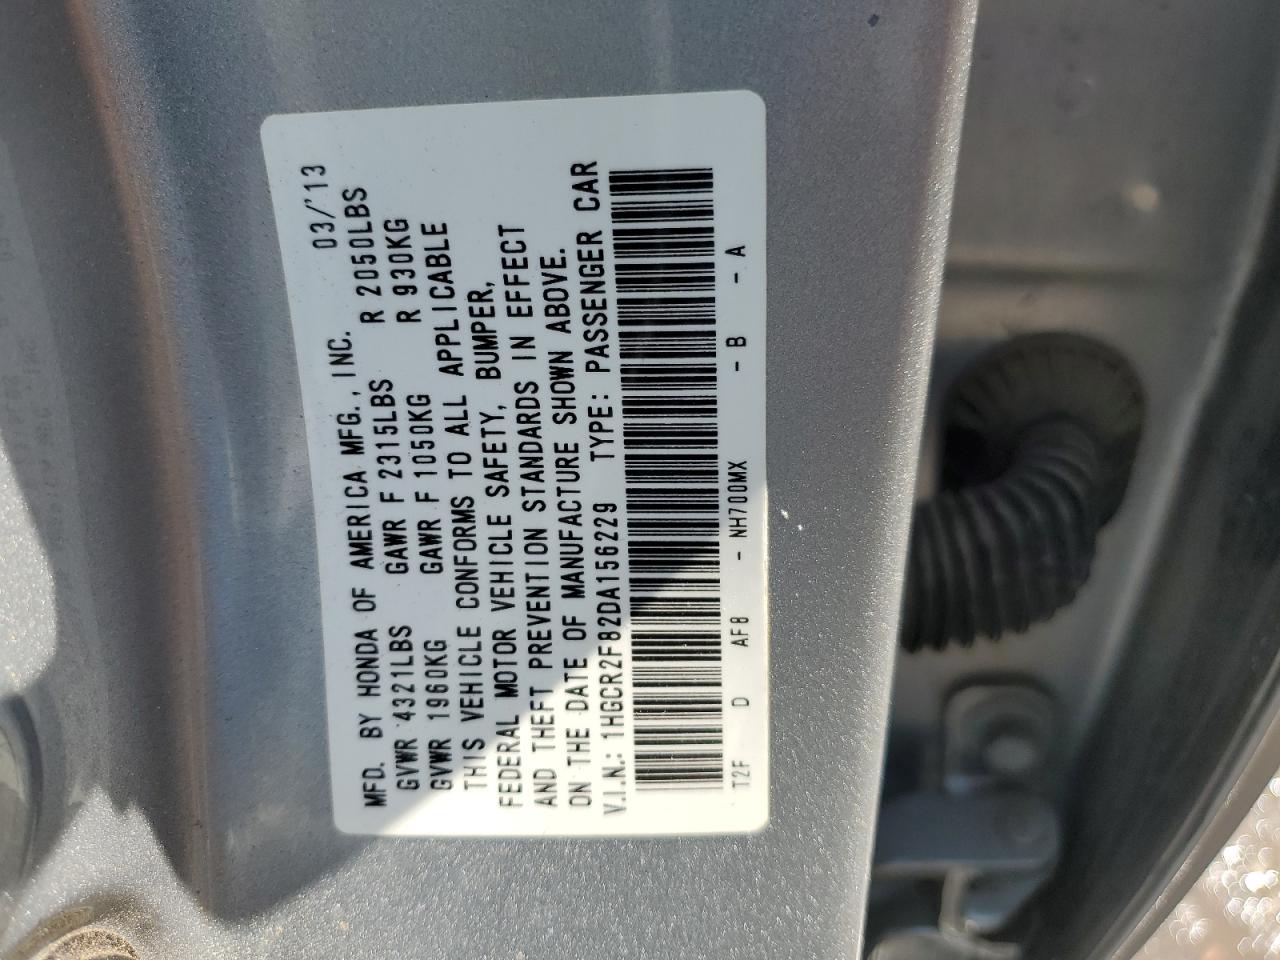 MFD. BY HONDA OF AMERICA MFG., INC. 03/'13
GVWR 4321LBS GAWR F 2315LBS R 2050LBS
GVWR 1960KG GAWR F 1050KG R 930KG
THIS VEHICLE CONFORMS TO ALL APPLICABLE
FEDERAL MOTOR VEHICLE SAFETY, BUMPER,
AND THEFT PREVENTION STANDARDS IN EFFECT
ON THE DATE OF MANUFACTURE SHOWN ABOVE.
V.I.N.: 1HGCR2F82DA156229 TYPE: PASSENGER CAR
T2F D AF8 - NH700MX - B - A